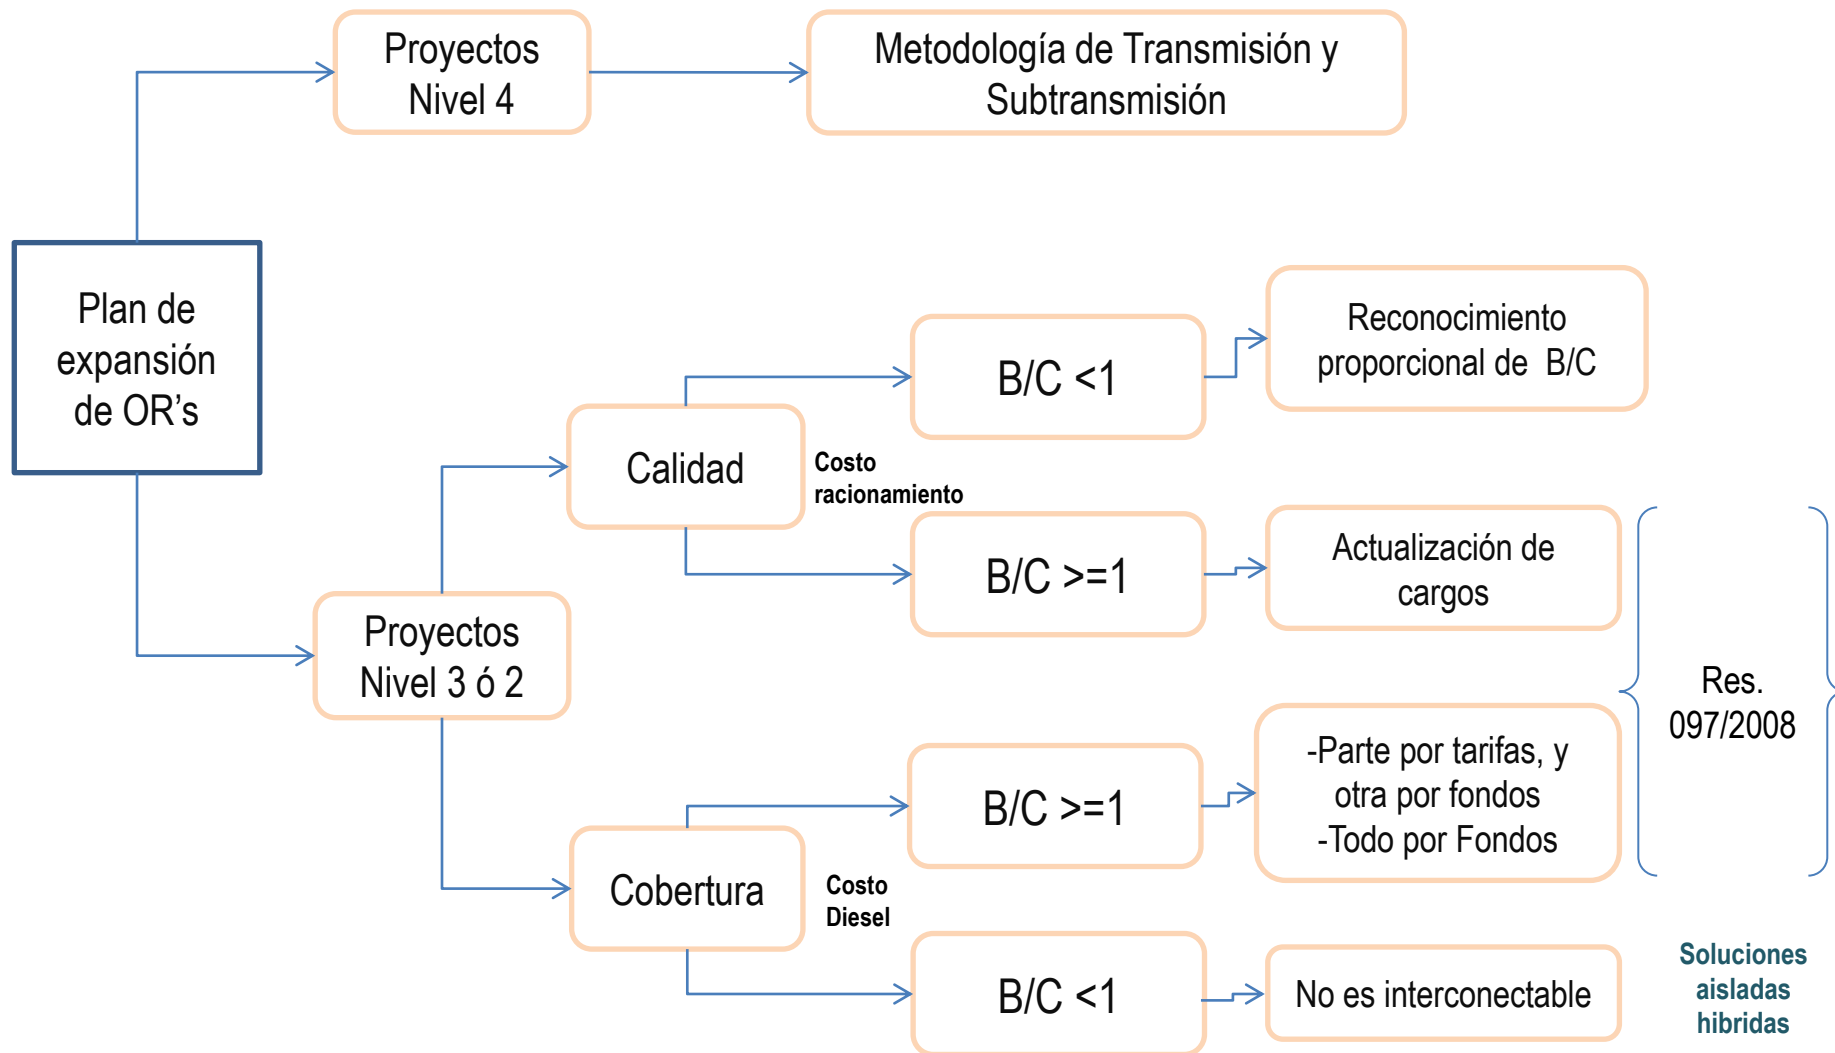 Proyectos
Nivel 4
Metodología de Transmisión y
Subtransmisión
Plan de
expansión
de OR's
B/C <1
Reconocimiento
proporcional de B/C
Calidad
Costo
racionamiento
B/C >=1
Actualización de
cargos
Proyectos
Nivel 3 ó 2
Res.
097/2008
B/C >=1
-Parte por tarifas, y
otra por fondos
-Todo por Fondos
Cobertura
Costo
Diesel
B/C <1
No es interconectable
Soluciones
aisladas
hibridas